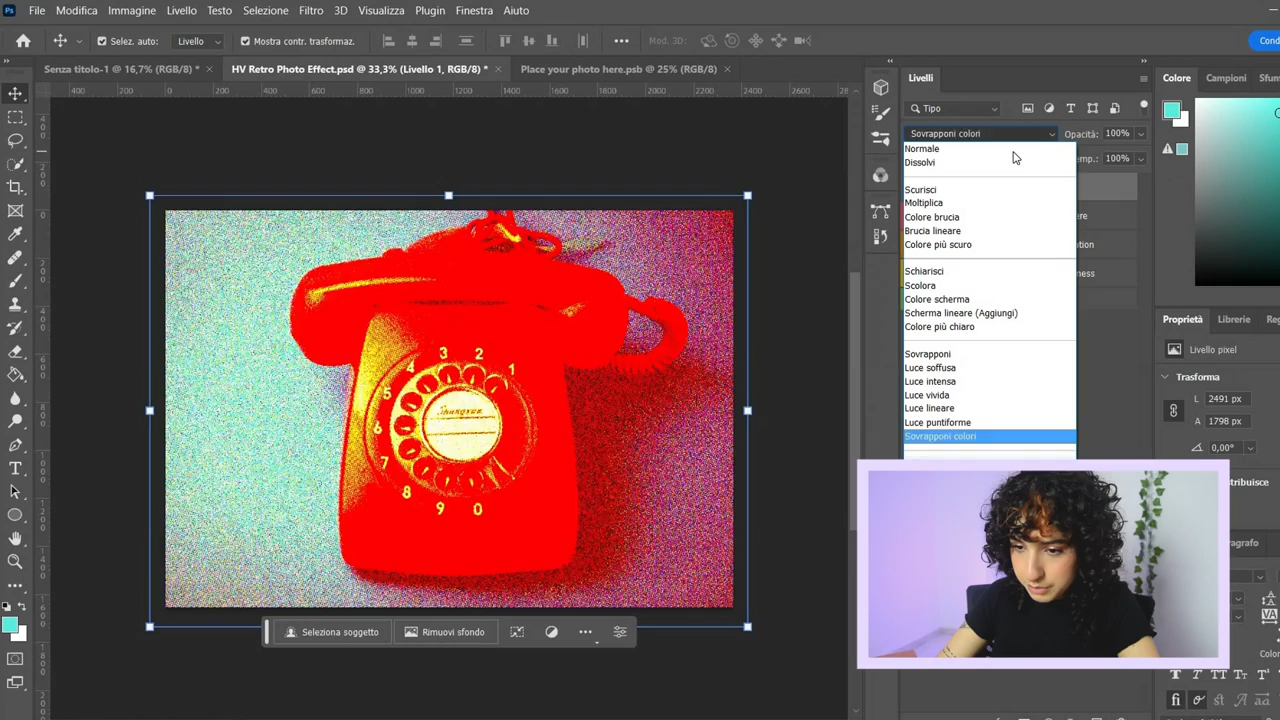 Ps File Modifica Immagine Livello Testo Selezione Filtro 3D Visualizza Plugin Finestra Aiuto
Selez. auto: Livello Mostra contr. trasformaz. Mod. 3D: Cond
Senza titolo-1 @ 16,7% (RGB/8) * × HV Retro Photo Effect.psd @ 33,3% (Livello 1, RGB/8) * × Place your photo here.psb @ 25% (RGB/8) ×
400 200 0 200 400 600 800 1000 1200 1400 1600 1800 2000 2200 2400 2600
Livelli
Tipo
Sovrapponi colori Opacità: 100%
Normale
Dissolvi
emp.: 100%
Scurisci
Moltiplica
Colore brucia
Brucia lineare
Colore più scuro
Schiarisci
Scolora
Colore scherma
Scherma lineare (Aggiungi)
Colore più chiaro
Sovrapponi
Luce soffusa
Luce intensa
Luce vivida
Luce lineare
Luce puntiforme
Sovrapponi colori
Colore Campioni Sfum
Proprietà Librerie Reg
Livello pixel
Trasforma
L 2491 px
A 1798 px
0,00°
3 2 1
4
5
6
7
8
9 0
Seleziona soggetto Rimuovi sfondo